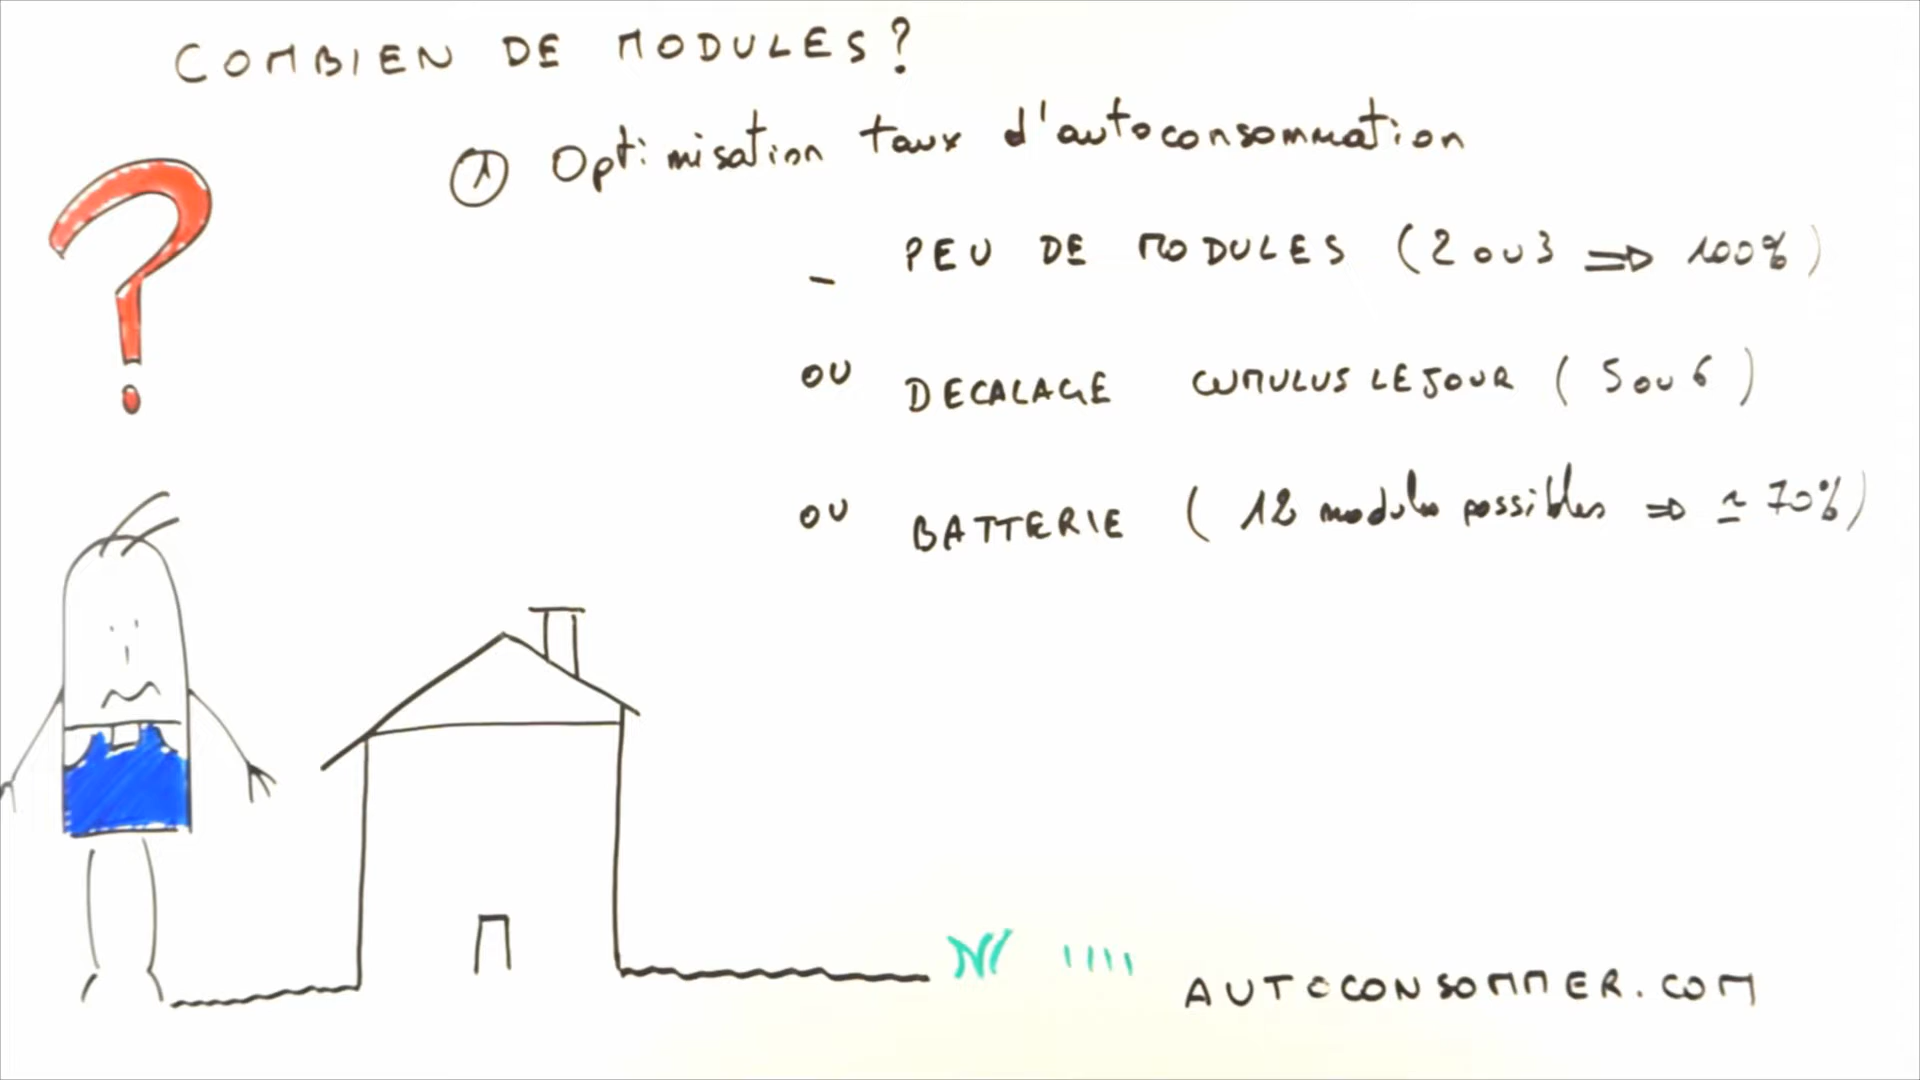 COMBIEN DE MODULES?
① Optimisation taux d'autoconsommation
- PEU DE MODULES (2 ou 3 ⇒ 100%)
ou DECALAGE CUMULUS LE JOUR (5 ou 6)
ou BATTERIE (12 modules possibles ⇒ ≃ 70%)
AUTOCONSOMMER.COM